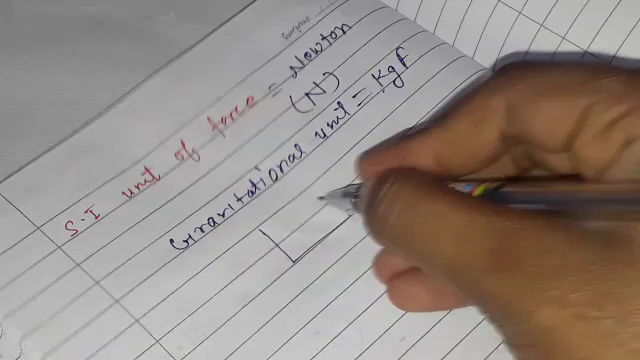 S.I unit of force = Newton
(N)
Gravitational unit = Kgf